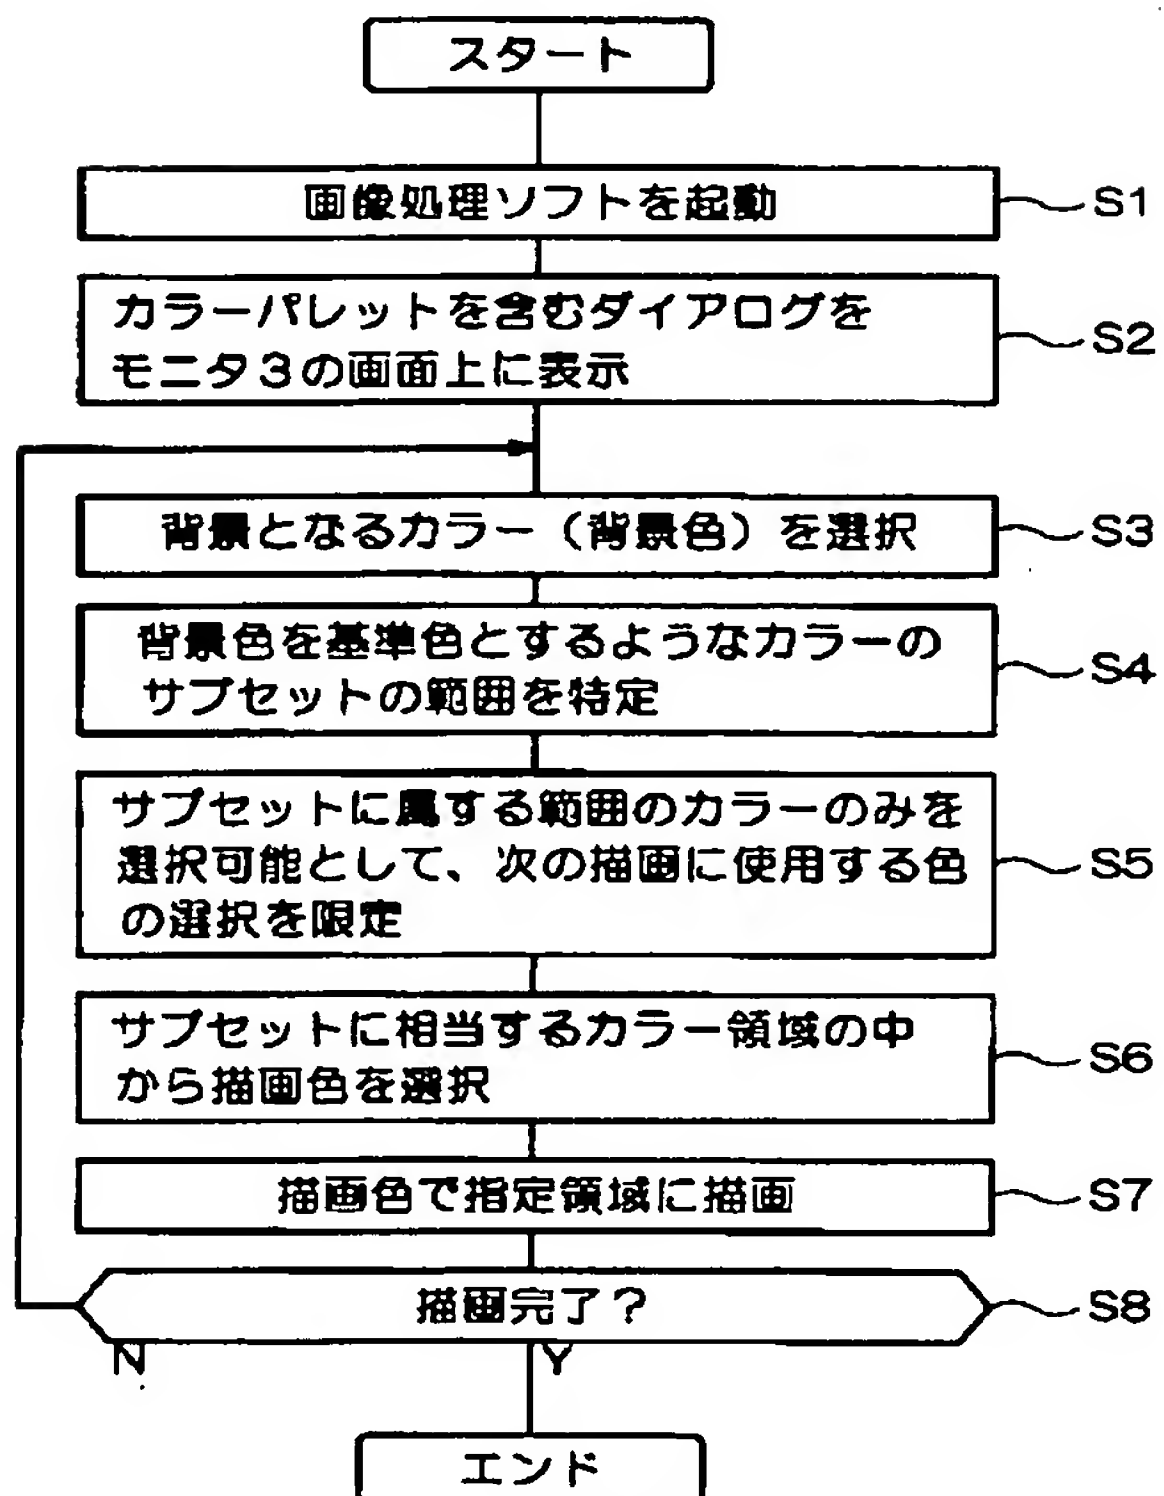 スタート
画像処理ソフトを起動
S1
カラーパレットを含むダイアログを
モニタ3の画面上に表示
S2
背景となるカラー（背景色）を選択
S3
背景色を基準色とするようなカラーの
サブセットの範囲を特定
S4
サブセットに属する範囲のカラーのみを
選択可能として、次の描画に使用する色
の選択を限定
S5
サブセットに相当するカラー領域の中
から描画色を選択
S6
描画色で指定領域に描画
S7
描画完了？
S8
N
Y
エンド